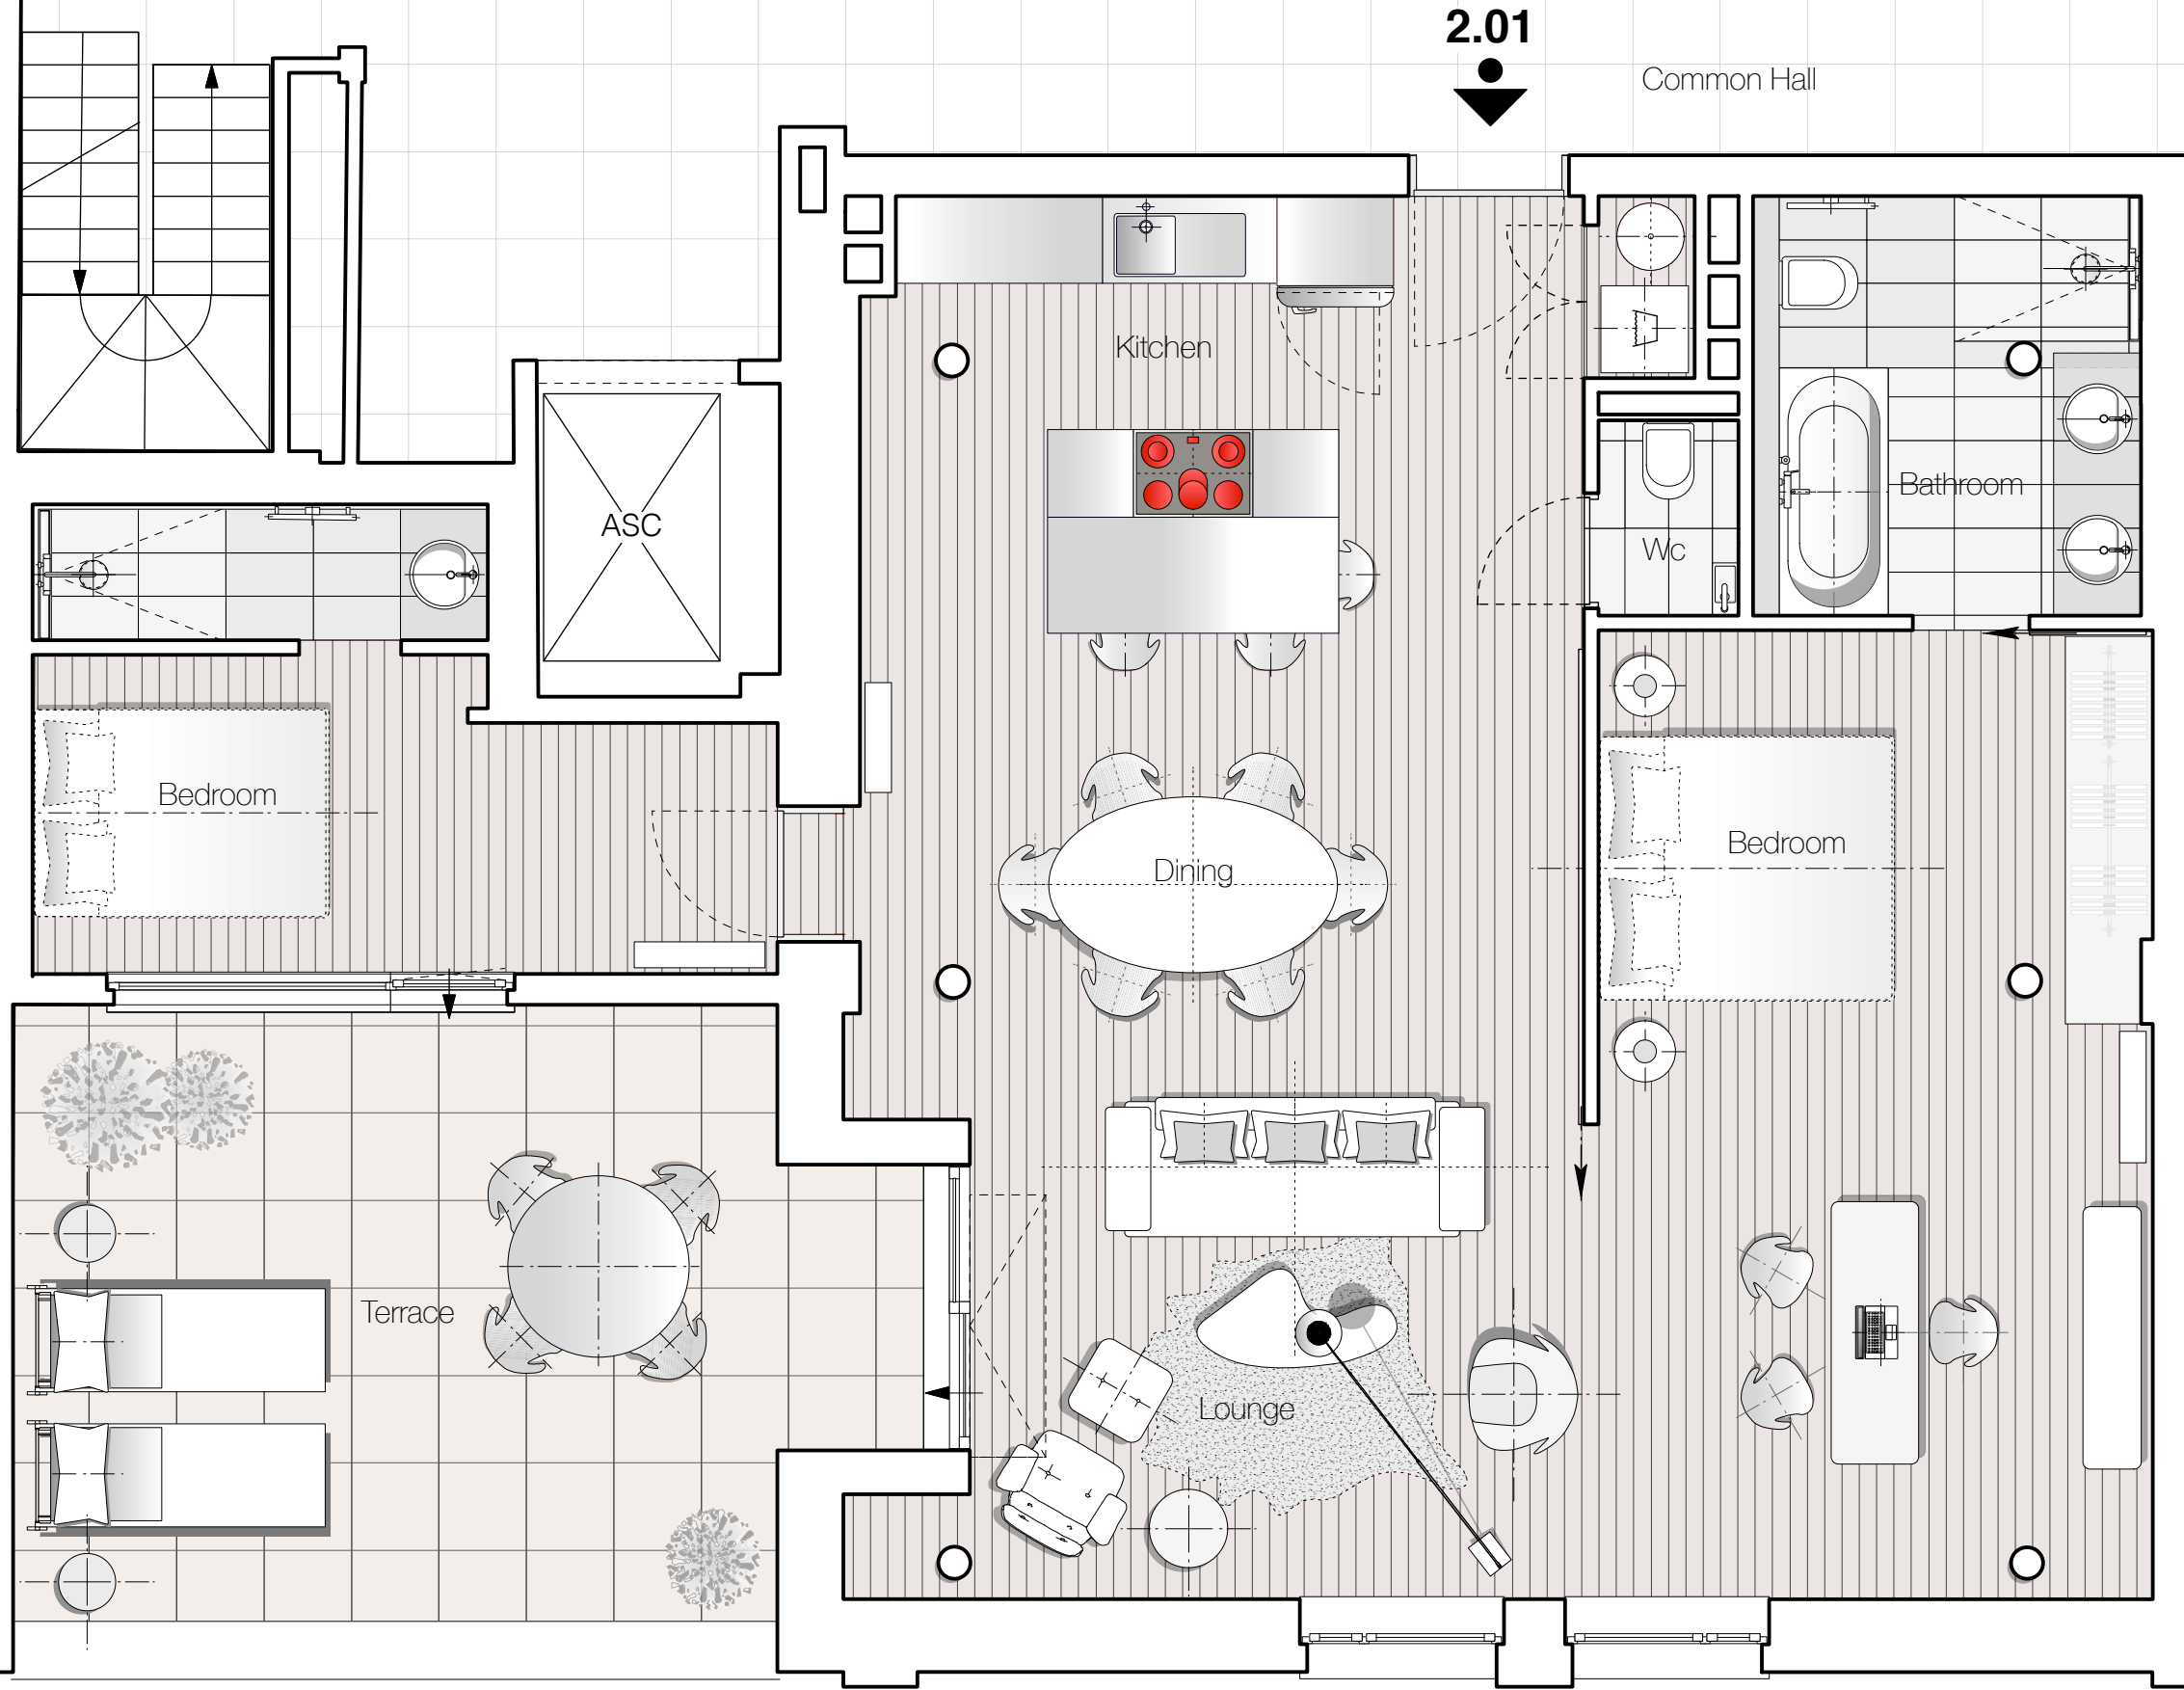 2.01
Common Hall
Kitchen
Bathroom
ASC
Wc
Bedroom
Bedroom
Dining
Terrace
Lounge